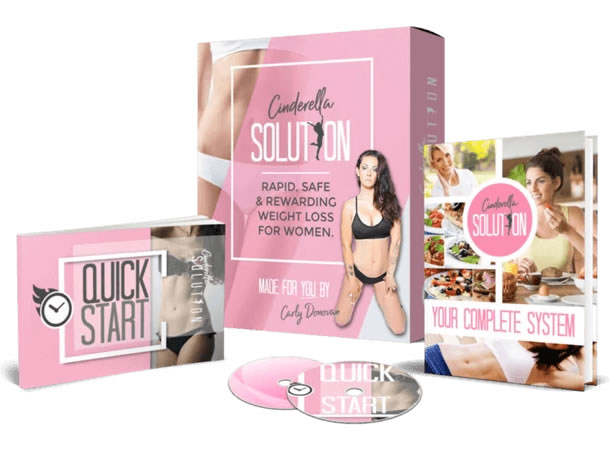 Cinderella
SOLUTION
RAPID, SAFE
& REWARDING
WEIGHT LOSS
FOR WOMEN.
MADE FOR YOU BY
Carly Donovan
SOLUTION
Cinderella
SOLUTION
YOUR COMPLETE SYSTEM
QUICK
START
Cinderella
SOLUTION
QUICK
START